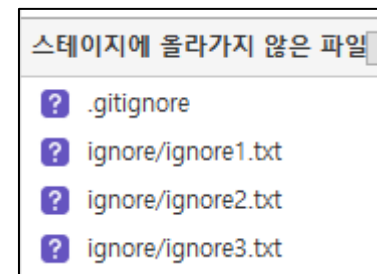 스테이지에 올라가지 않은 파일
? .gitignore
? ignore/ignore1.txt
? ignore/ignore2.txt
? ignore/ignore3.txt